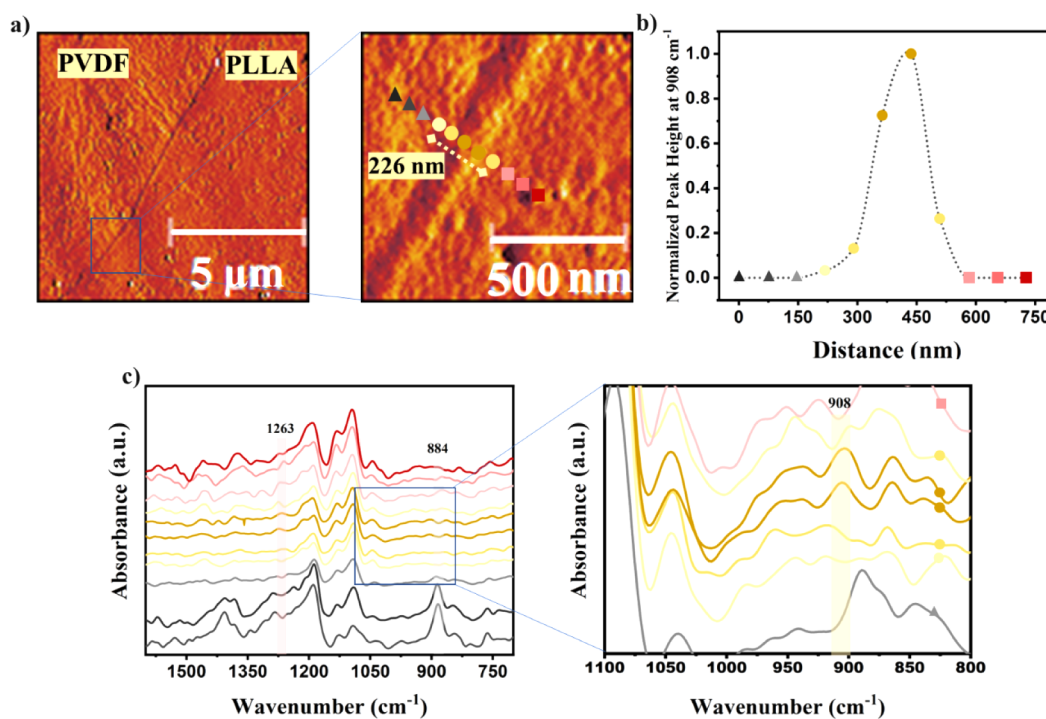 a)
PVDF
PLLA
5 µm
226 nm
500 nm
b)
Normalized Peak Height at 908 cm⁻¹
1.0
0.8
0.6
0.4
0.2
0.0
0 150 300 450 600 750
Distance (nm)
c)
Absorbance (a.u.)
1263
884
1500 1350 1200 1050 900 750
Wavenumber (cm⁻¹)
Absorbance (a.u.)
908
1100 1050 1000 950 900 850 800
Wavenumber (cm⁻¹)